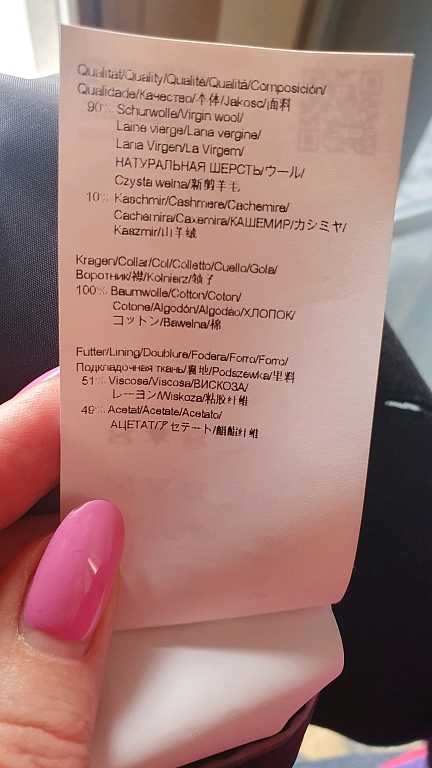 Qualität/Quality/Qualité/Qualità/Composición/
Qualidade/Качество/个体/Jakosc/面料
90% Schurwolle/Virgin wool/
Laine vierge/Lana vergine/
Lana Virgen/La Virgem/
НАТУРАЛЬНАЯ ШЕРСТЬ/ウール/
Czysta welna/新剪羊毛
10% Kaschmir/Cashmere/Cachemire/
Cachemira/Caxemira/КАШЕМИР/カシミヤ/
Kaszmir/山羊绒
Kragen/Collar/Col/Colletto/Cuello/Gola/
Воротник/襟/Kolnierz/领子
100% Baumwolle/Cotton/Coton/
Cotone/Algodón/Algodão/ХЛОПОК/
コットン/Bawelna/棉
Futter/Lining/Doublure/Fodera/Forro/Forro/
Подкладочная ткань/裏地/Podszewka/里料
51% Viscose/Viscosa/ВИСКОЗА/
レーヨン/Wiskoza/粘胶纤维
49% Acetat/Acetate/Acetato/
АЦЕТАТ/アセテート/醋酯纤维